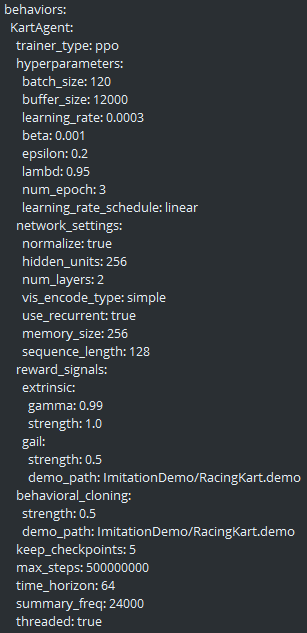 behaviors:
  KartAgent:
    trainer_type: ppo
    hyperparameters:
      batch_size: 120
      buffer_size: 12000
      learning_rate: 0.0003
      beta: 0.001
      epsilon: 0.2
      lambd: 0.95
      num_epoch: 3
      learning_rate_schedule: linear
    network_settings:
      normalize: true
      hidden_units: 256
      num_layers: 2
      vis_encode_type: simple
      use_recurrent: true
      memory_size: 256
      sequence_length: 128
    reward_signals:
      extrinsic:
        gamma: 0.99
        strength: 1.0
      gail:
        strength: 0.5
        demo_path: ImitationDemo/RacingKart.demo
    behavioral_cloning:
      strength: 0.5
      demo_path: ImitationDemo/RacingKart.demo
    keep_checkpoints: 5
    max_steps: 500000000
    time_horizon: 64
    summary_freq: 24000
    threaded: true